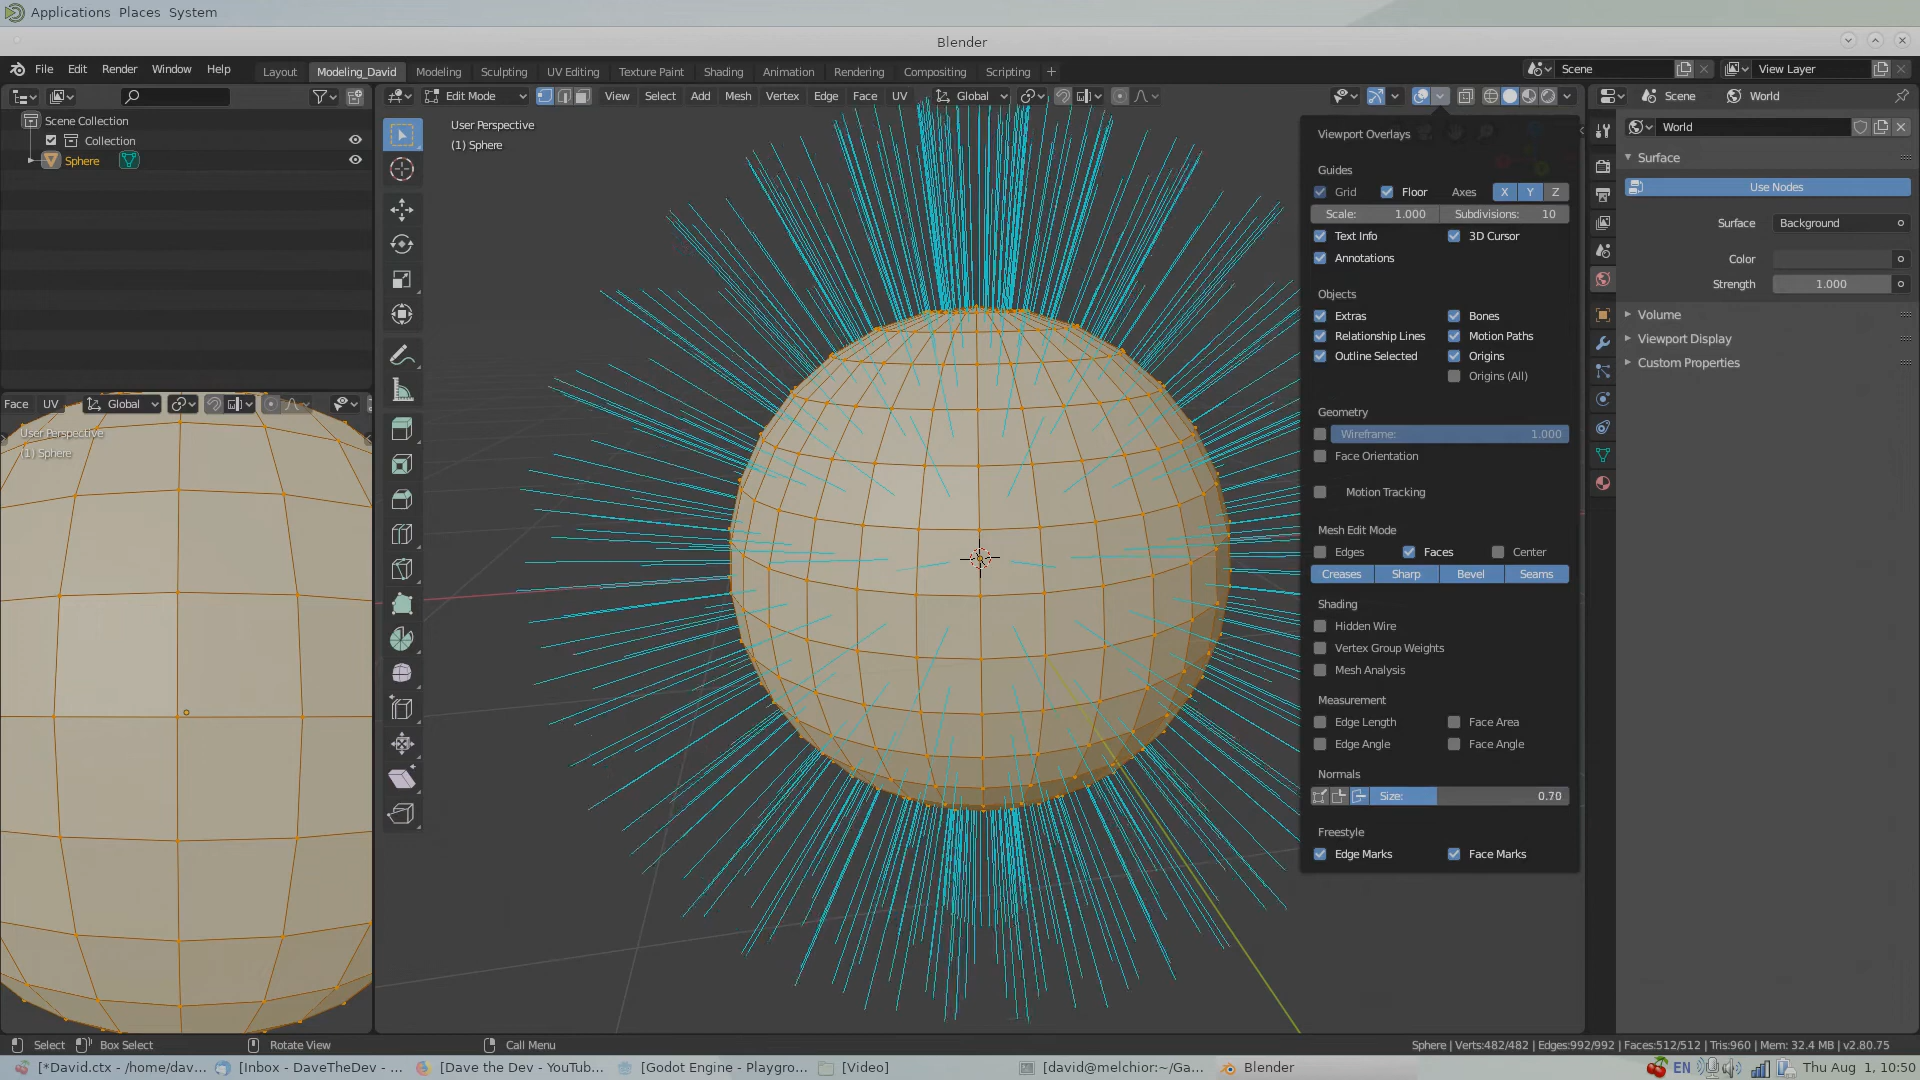 Applications Places System
Blender
File Edit Render Window Help
Layout Modeling_David Modeling Sculpting UV Editing Texture Paint Shading Animation Rendering Compositing Scripting +
Scene
View Layer
Edit Mode View Select Add Mesh Vertex Edge Face UV Global
Scene World
Scene Collection
Collection
Sphere
User Perspective
(1) Sphere
Viewport Overlays
Guides
Grid Floor Axes X Y Z
Scale: 1.000 Subdivisions: 10
Text Info 3D Cursor
Annotations
Objects
Extras Bones
Relationship Lines Motion Paths
Outline Selected Origins
Origins (All)
Geometry
Wireframe: 1.000
Face Orientation
Motion Tracking
Mesh Edit Mode
Edges Faces Center
Creases Sharp Bevel Seams
Shading
Hidden Wire
Vertex Group Weights
Mesh Analysis
Measurement
Edge Length Face Area
Edge Angle Face Angle
Normals
Size: 0.70
Freestyle
Edge Marks Face Marks
World
Surface
Use Nodes
Surface Background
Color
Strength 1.000
Volume
Viewport Display
Custom Properties
Face UV Global
User Perspective
(1) Sphere
Select Box Select Rotate View Call Menu
Sphere | Verts:482/482 | Edges:992/992 | Faces:512/512 | Tris:960 | Mem: 32.4 MB | v2.80.75
[*David.ctx - /home/dav... [Inbox - DaveTheDev - ... [Dave the Dev - YouTub... [Godot Engine - Playgro... [Video] [david@melchior:~/Ga... Blender
EN Thu Aug 1, 10:50